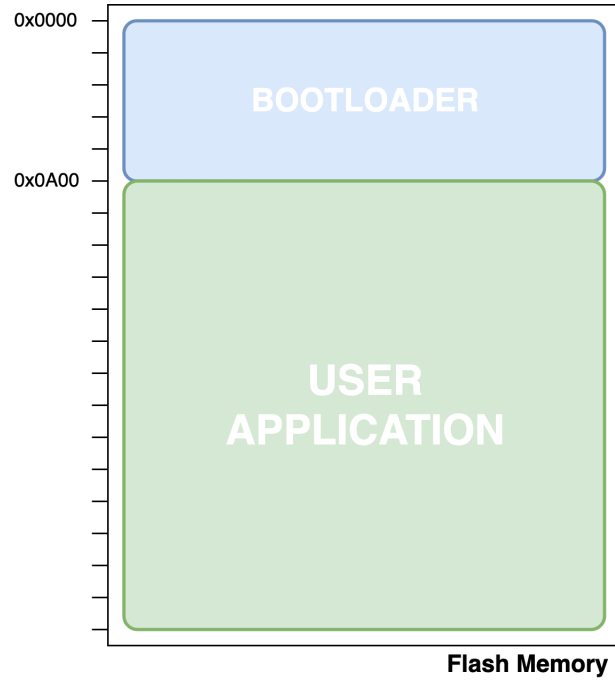 0x0000
BOOTLOADER
0x0A00
USER
APPLICATION
Flash Memory